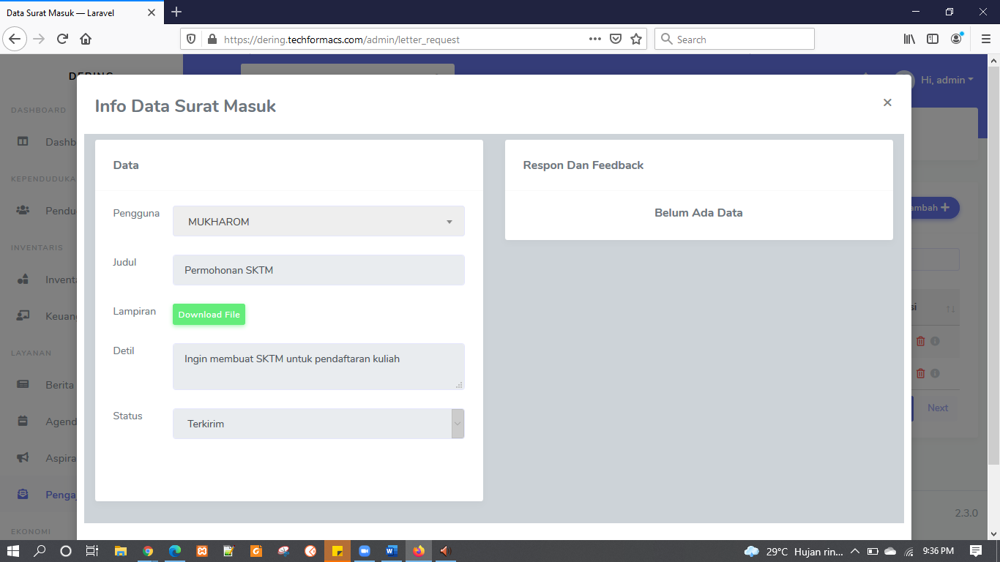 Data Surat Masuk — Laravel
https://dering.techformacs.com/admin/letter_request
Search
Hi, admin
DASHBOARD
Dashb
KEPENDUDUKA
Pendu
INVENTARIS
Invent
Keuan
LAYANAN
Berita
Agend
Aspira
Penga
EKONOMI
Info Data Surat Masuk
×
Data
Pengguna
MUKHAROM
Judul
Permohonan SKTM
Lampiran
Download File
Detil
Ingin membuat SKTM untuk pendaftaran kuliah
Status
Terkirim
Respon Dan Feedback
Belum Ada Data
ambah
si
Next
2.3.0
29°C Hujan rin...
9:36 PM